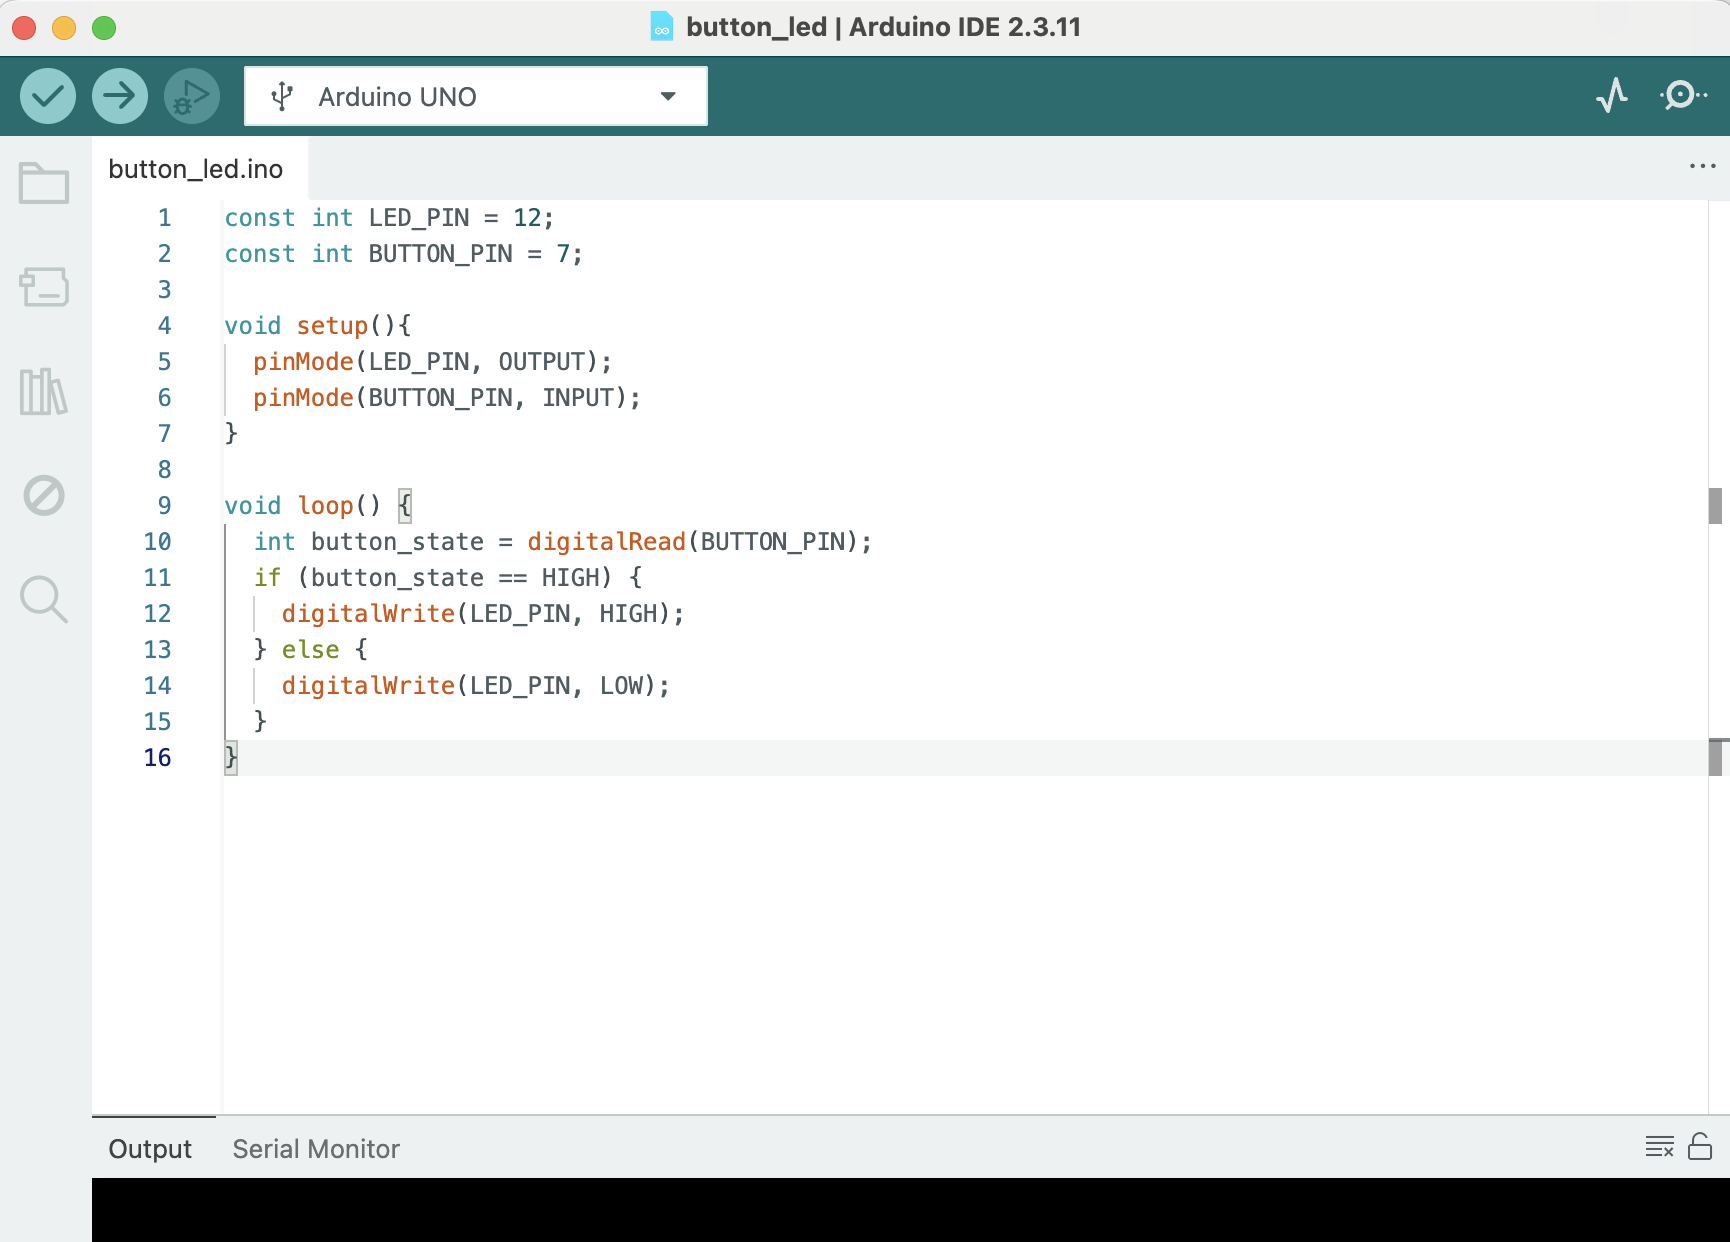 button_led | Arduino IDE 2.3.11
Arduino UNO
button_led.ino
1 const int LED_PIN = 12;
2 const int BUTTON_PIN = 7;
3
4 void setup(){
5   pinMode(LED_PIN, OUTPUT);
6   pinMode(BUTTON_PIN, INPUT);
7 }
8
9 void loop() {
10   int button_state = digitalRead(BUTTON_PIN);
11   if (button_state == HIGH) {
12     digitalWrite(LED_PIN, HIGH);
13   } else {
14     digitalWrite(LED_PIN, LOW);
15   }
16 }
Output Serial Monitor